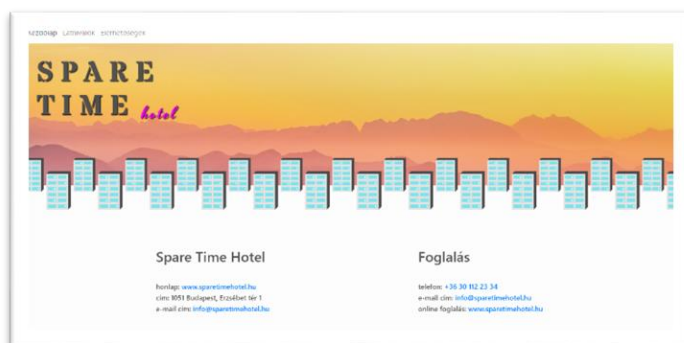 Kezdőlap Látnivalók Elérhetőségek
SPARE
TIME hotel
Spare Time Hotel
honlap: www.sparetimehotel.hu
cím: 1051 Budapest, Erzsébet tér 1
e-mail cím: info@sparetimehotel.hu
Foglalás
telefon: +36 30 112 23 34
e-mail cím: info@sparetimehotel.hu
online foglalás: www.sparetimehotel.hu